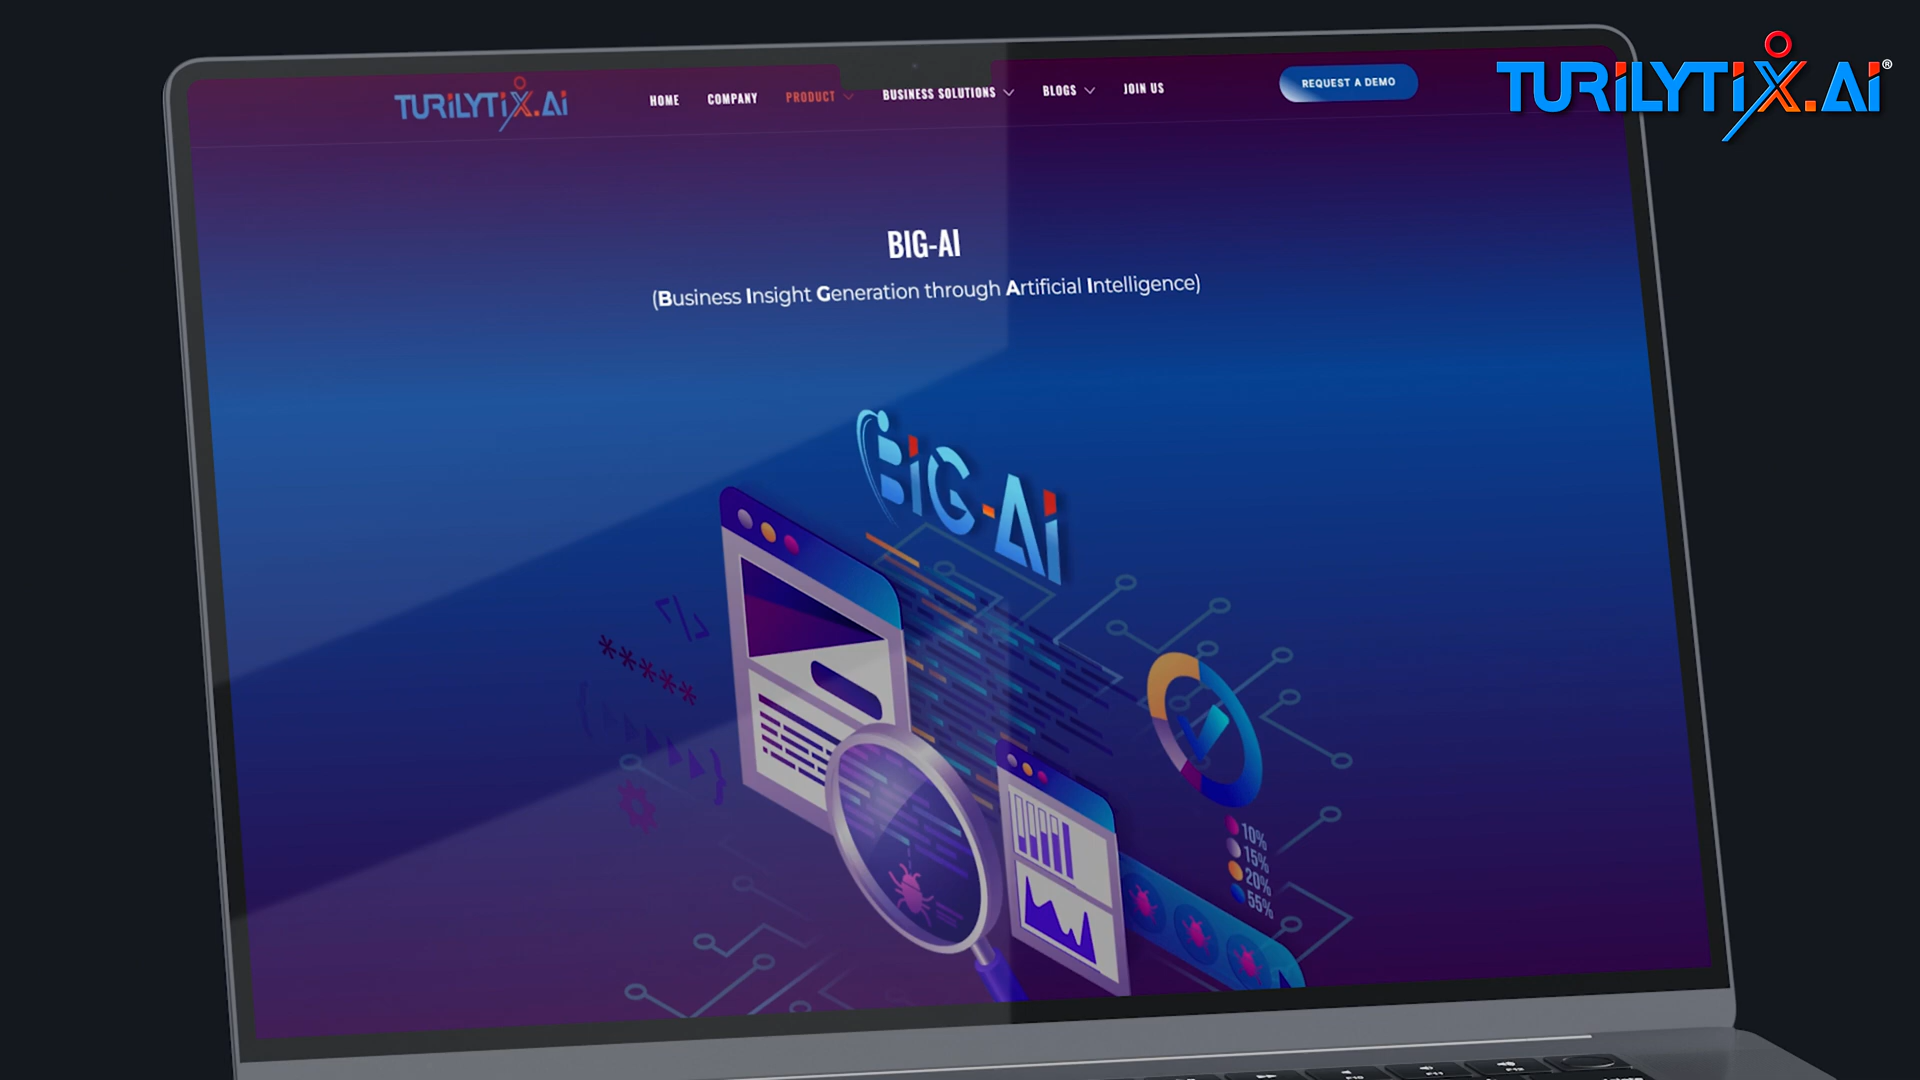 TURiLYTiX.Ai
HOME COMPANY PRODUCT BUSINESS SOLUTIONS BLOGS JOIN US
REQUEST A DEMO
TURiLYTiX.Ai®
BIG-AI
(Business Insight Generation through Artificial Intelligence)
BiG-Ai
</>
*****
10%
15%
20%
55%